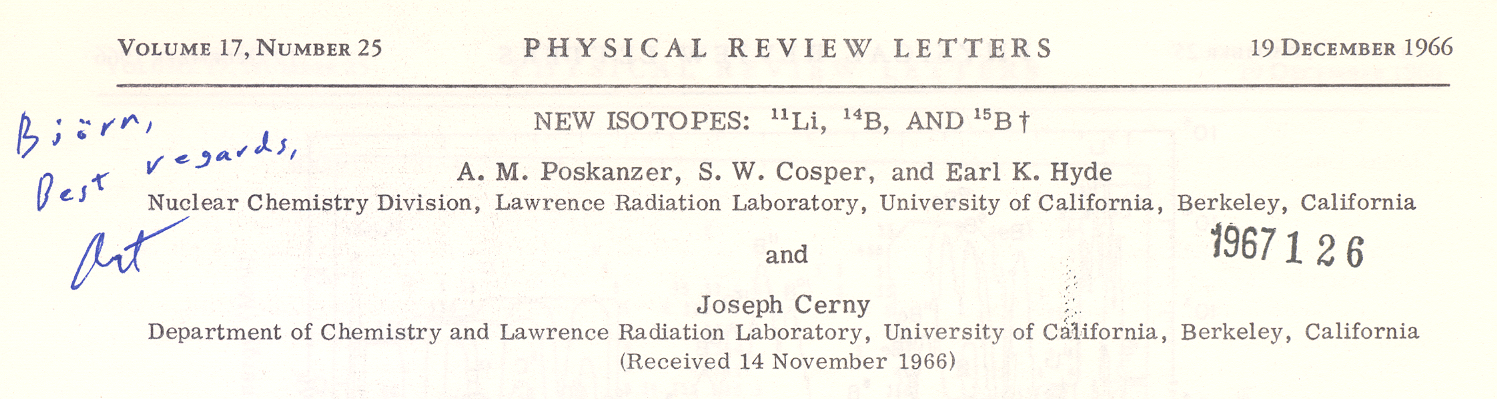 VOLUME 17, NUMBER 25 PHYSICAL REVIEW LETTERS 19 DECEMBER 1966
NEW ISOTOPES: ¹¹Li, ¹⁴B, AND ¹⁵B†
Björn,
Best regards,
Art
A. M. Poskanzer, S. W. Cosper, and Earl K. Hyde
Nuclear Chemistry Division, Lawrence Radiation Laboratory, University of California, Berkeley, California
1967 1 26
and
Joseph Cerny
Department of Chemistry and Lawrence Radiation Laboratory, University of California, Berkeley, California
(Received 14 November 1966)